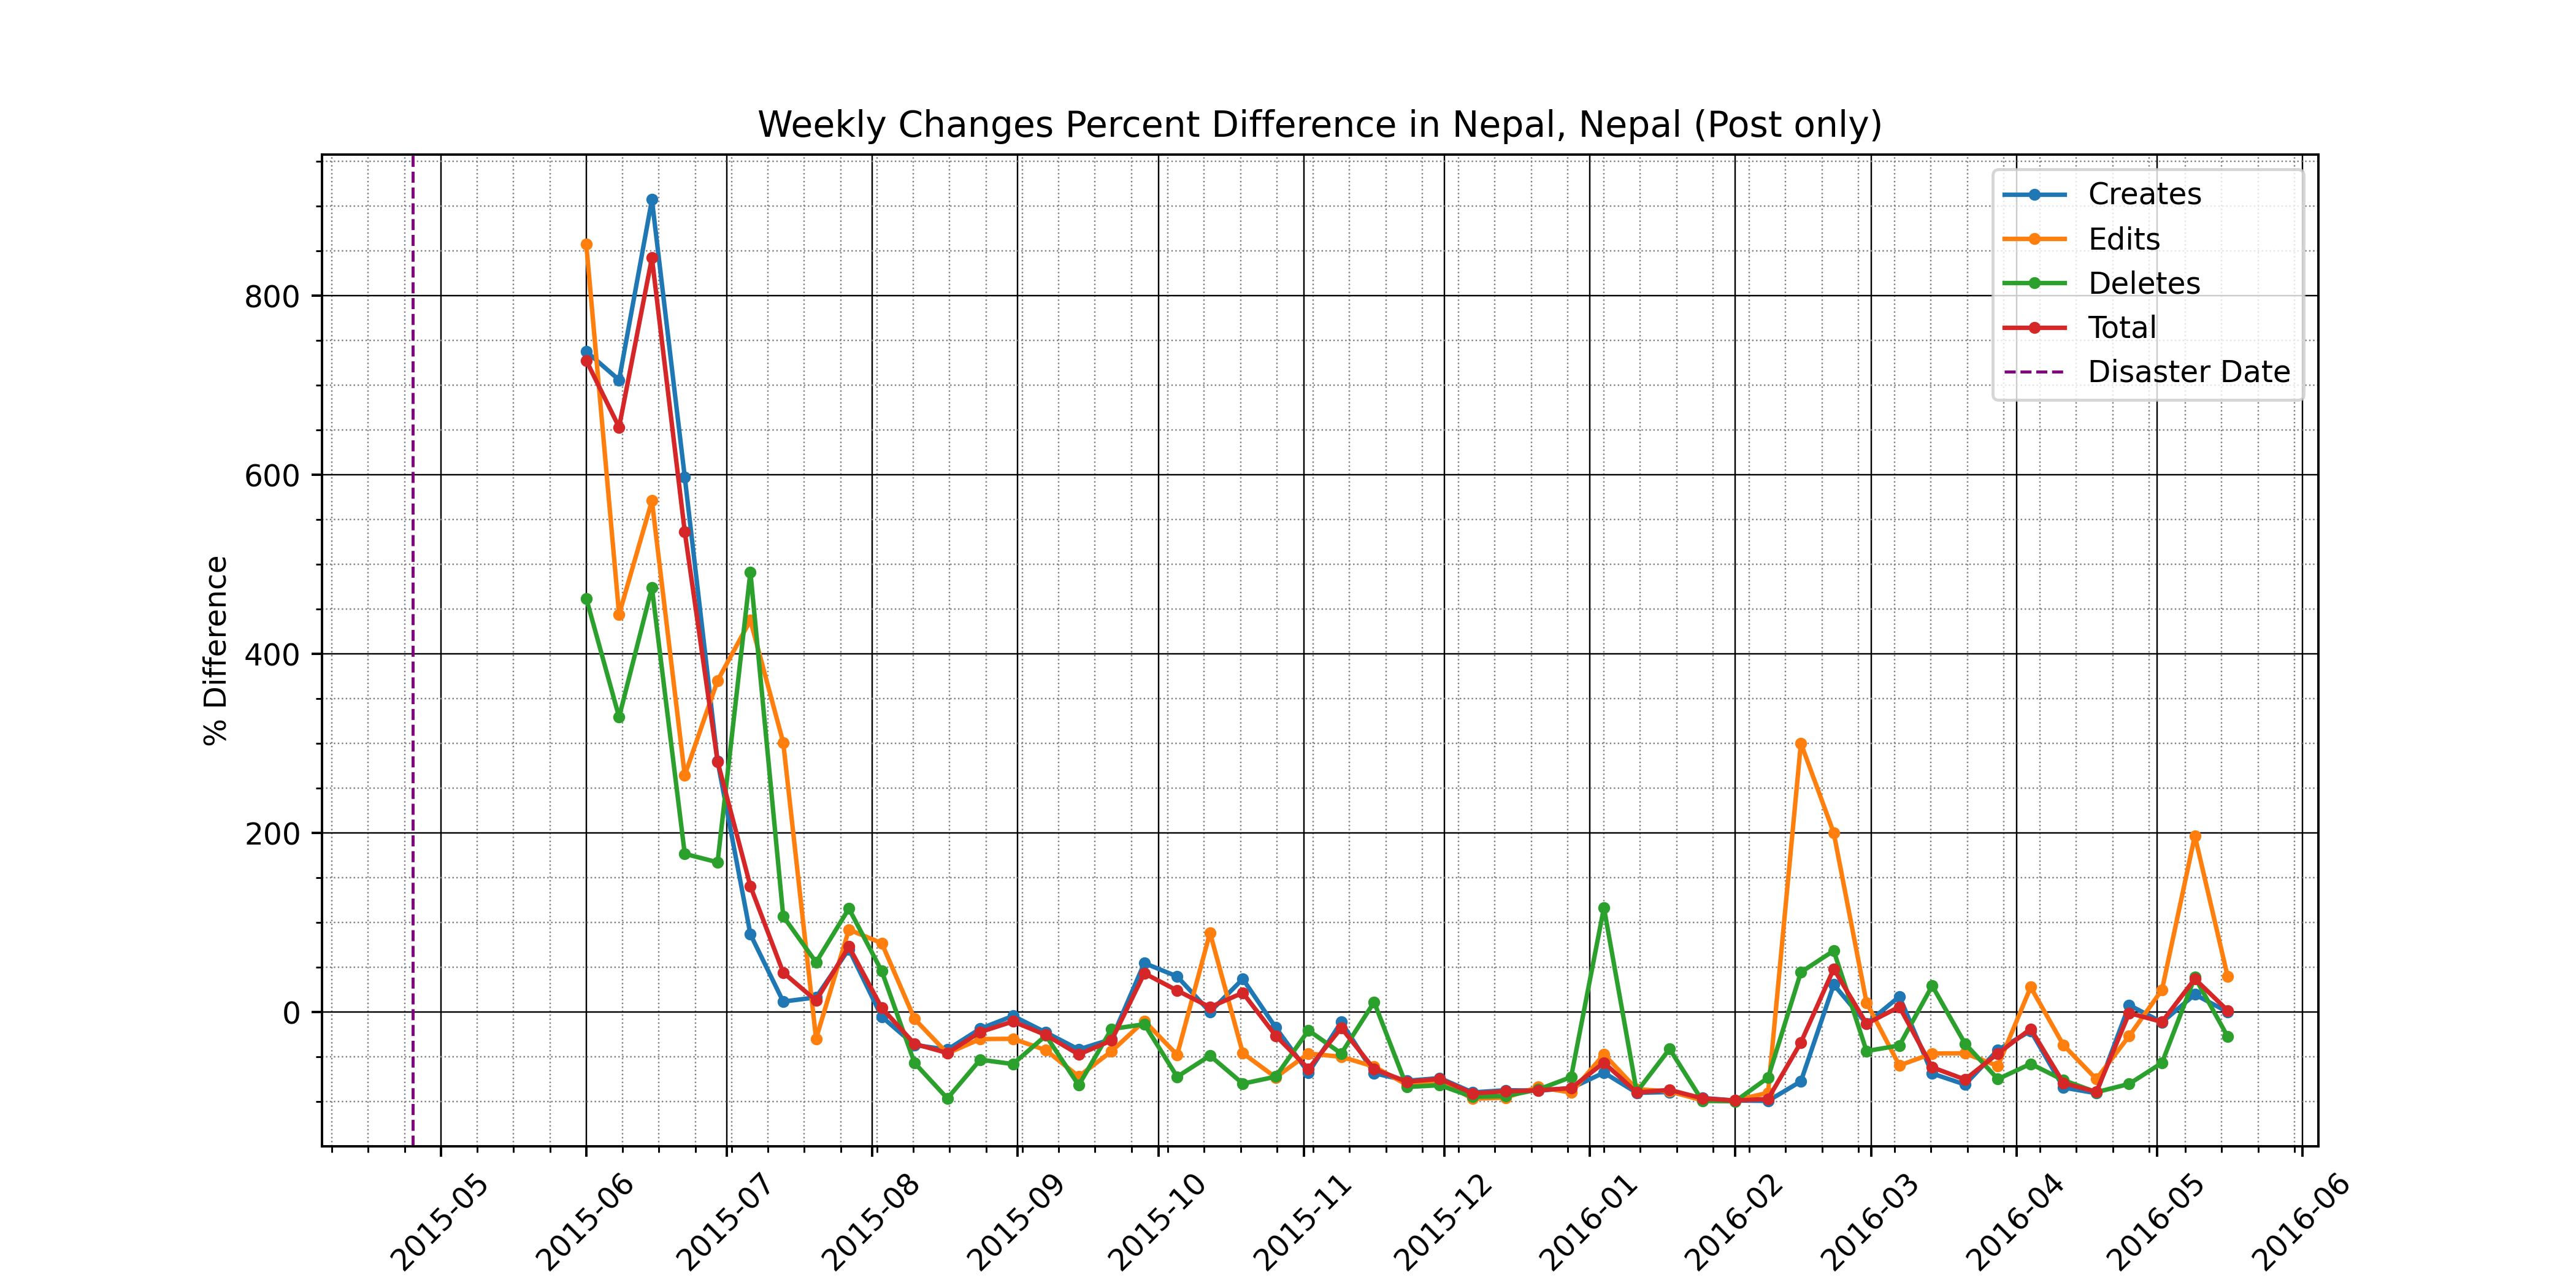 Weekly Changes Percent Difference in Nepal, Nepal (Post only)
Creates
Edits
Deletes
Total
Disaster Date
% Difference
800
600
400
200
0
2015-05
2015-06
2015-07
2015-08
2015-09
2015-10
2015-11
2015-12
2016-01
2016-02
2016-03
2016-04
2016-05
2016-06